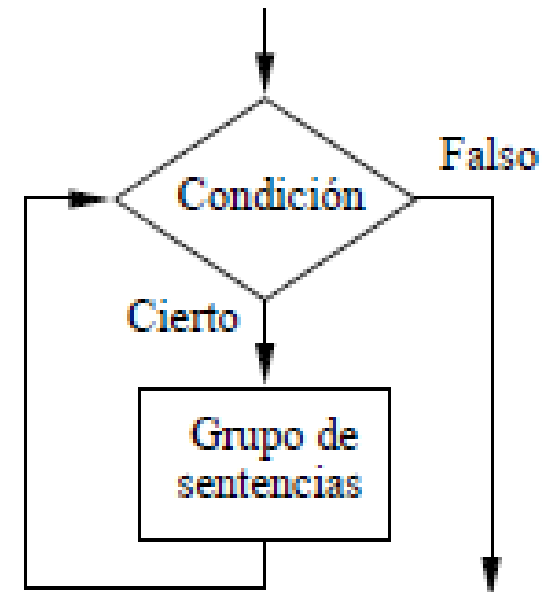 Falso
Condición
Cierto
Grupo de
sentencias